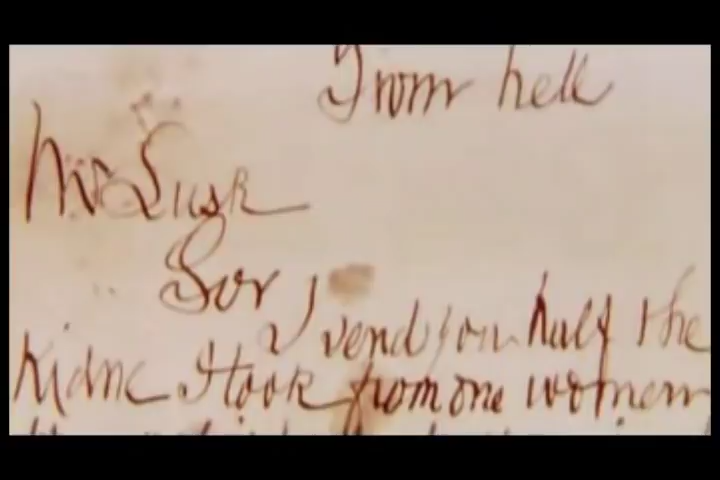 From hell
Mr Lusk
Sor
I send you half the
Kidne I took from one women